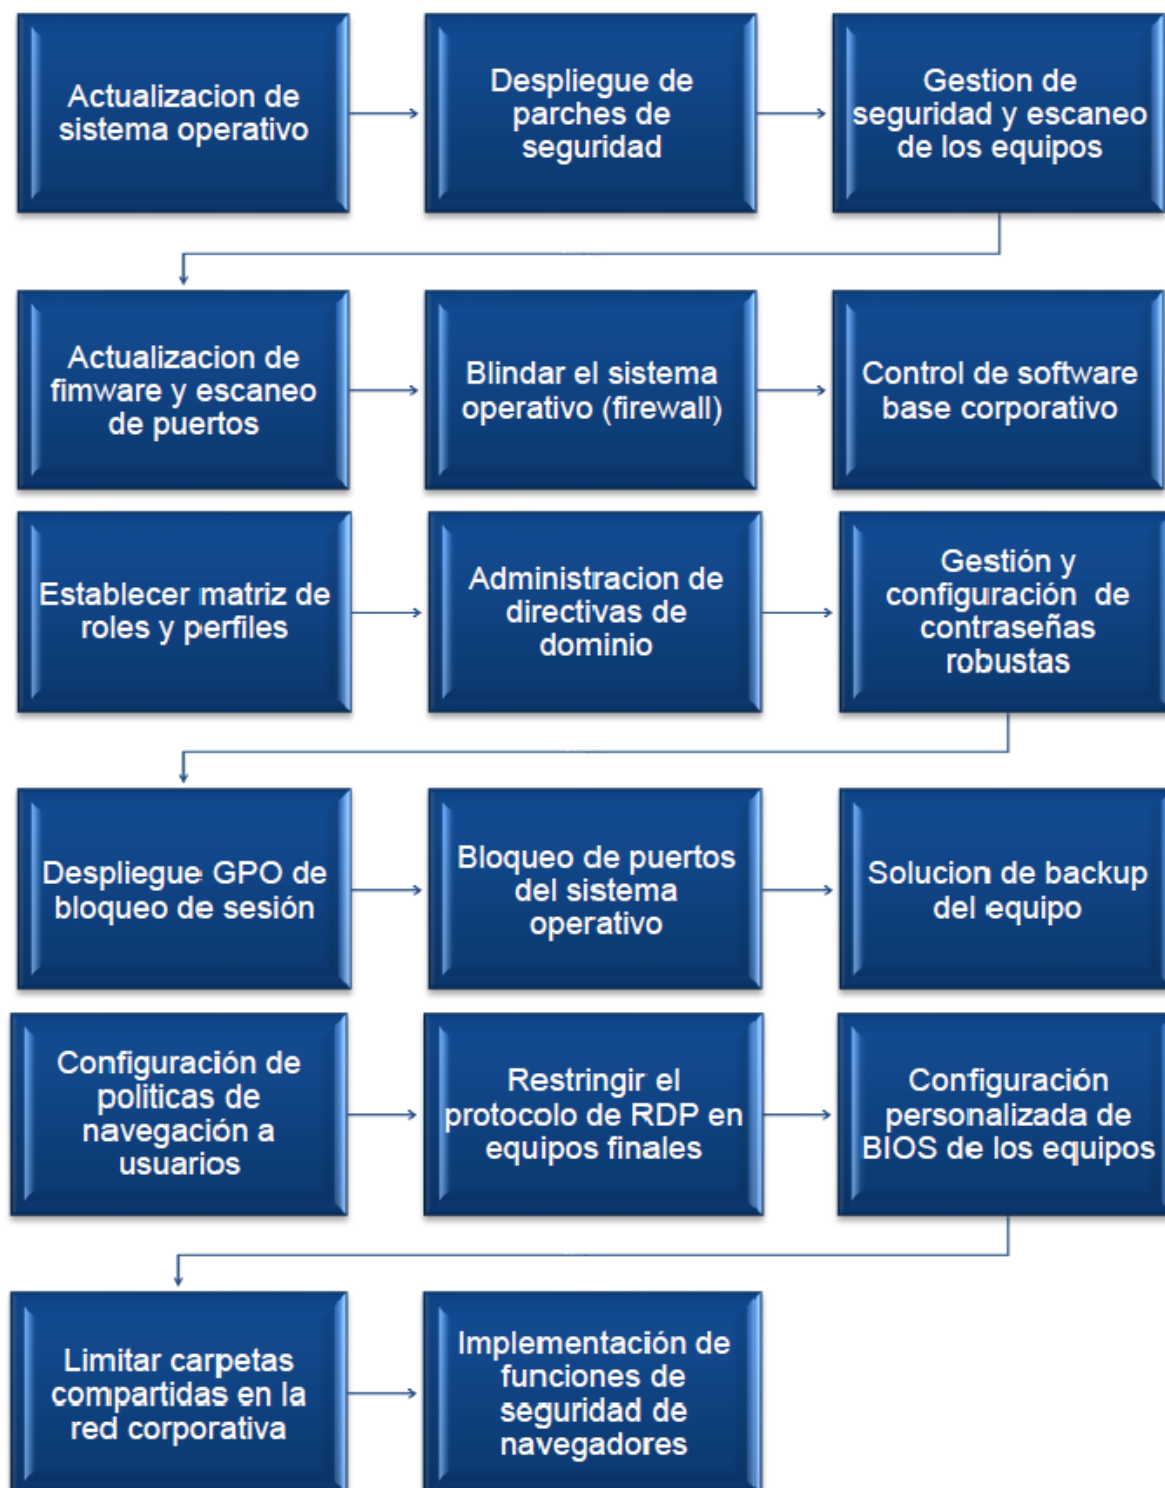 Actualizacion de
sistema operativo
Despliegue de
parches de
seguridad
Gestion de
seguridad y escaneo
de los equipos
Actualizacion de
fimware y escaneo
de puertos
Blindar el sistema
operativo (firewall)
Control de software
base corporativo
Establecer matriz de
roles y perfiles
Administracion de
directivas de
dominio
Gestión y
configuración de
contraseñas
robustas
Despliegue GPO de
bloqueo de sesión
Bloqueo de puertos
del sistema
operativo
Solucion de backup
del equipo
Configuración de
politicas de
navegación a
usuarios
Restringir el
protocolo de RDP en
equipos finales
Configuración
personalizada de
BIOS de los equipos
Limitar carpetas
compartidas en la
red corporativa
Implementación de
funciones de
seguridad de
navegadores